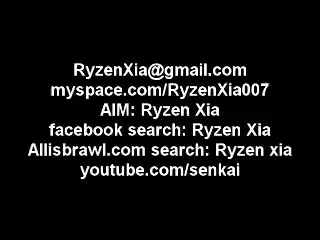 RyzenXia@gmail.com
myspace.com/RyzenXia007
AIM: Ryzen Xia
facebook search: Ryzen Xia
Allisbrawl.com search: Ryzen xia
youtube.com/senkai